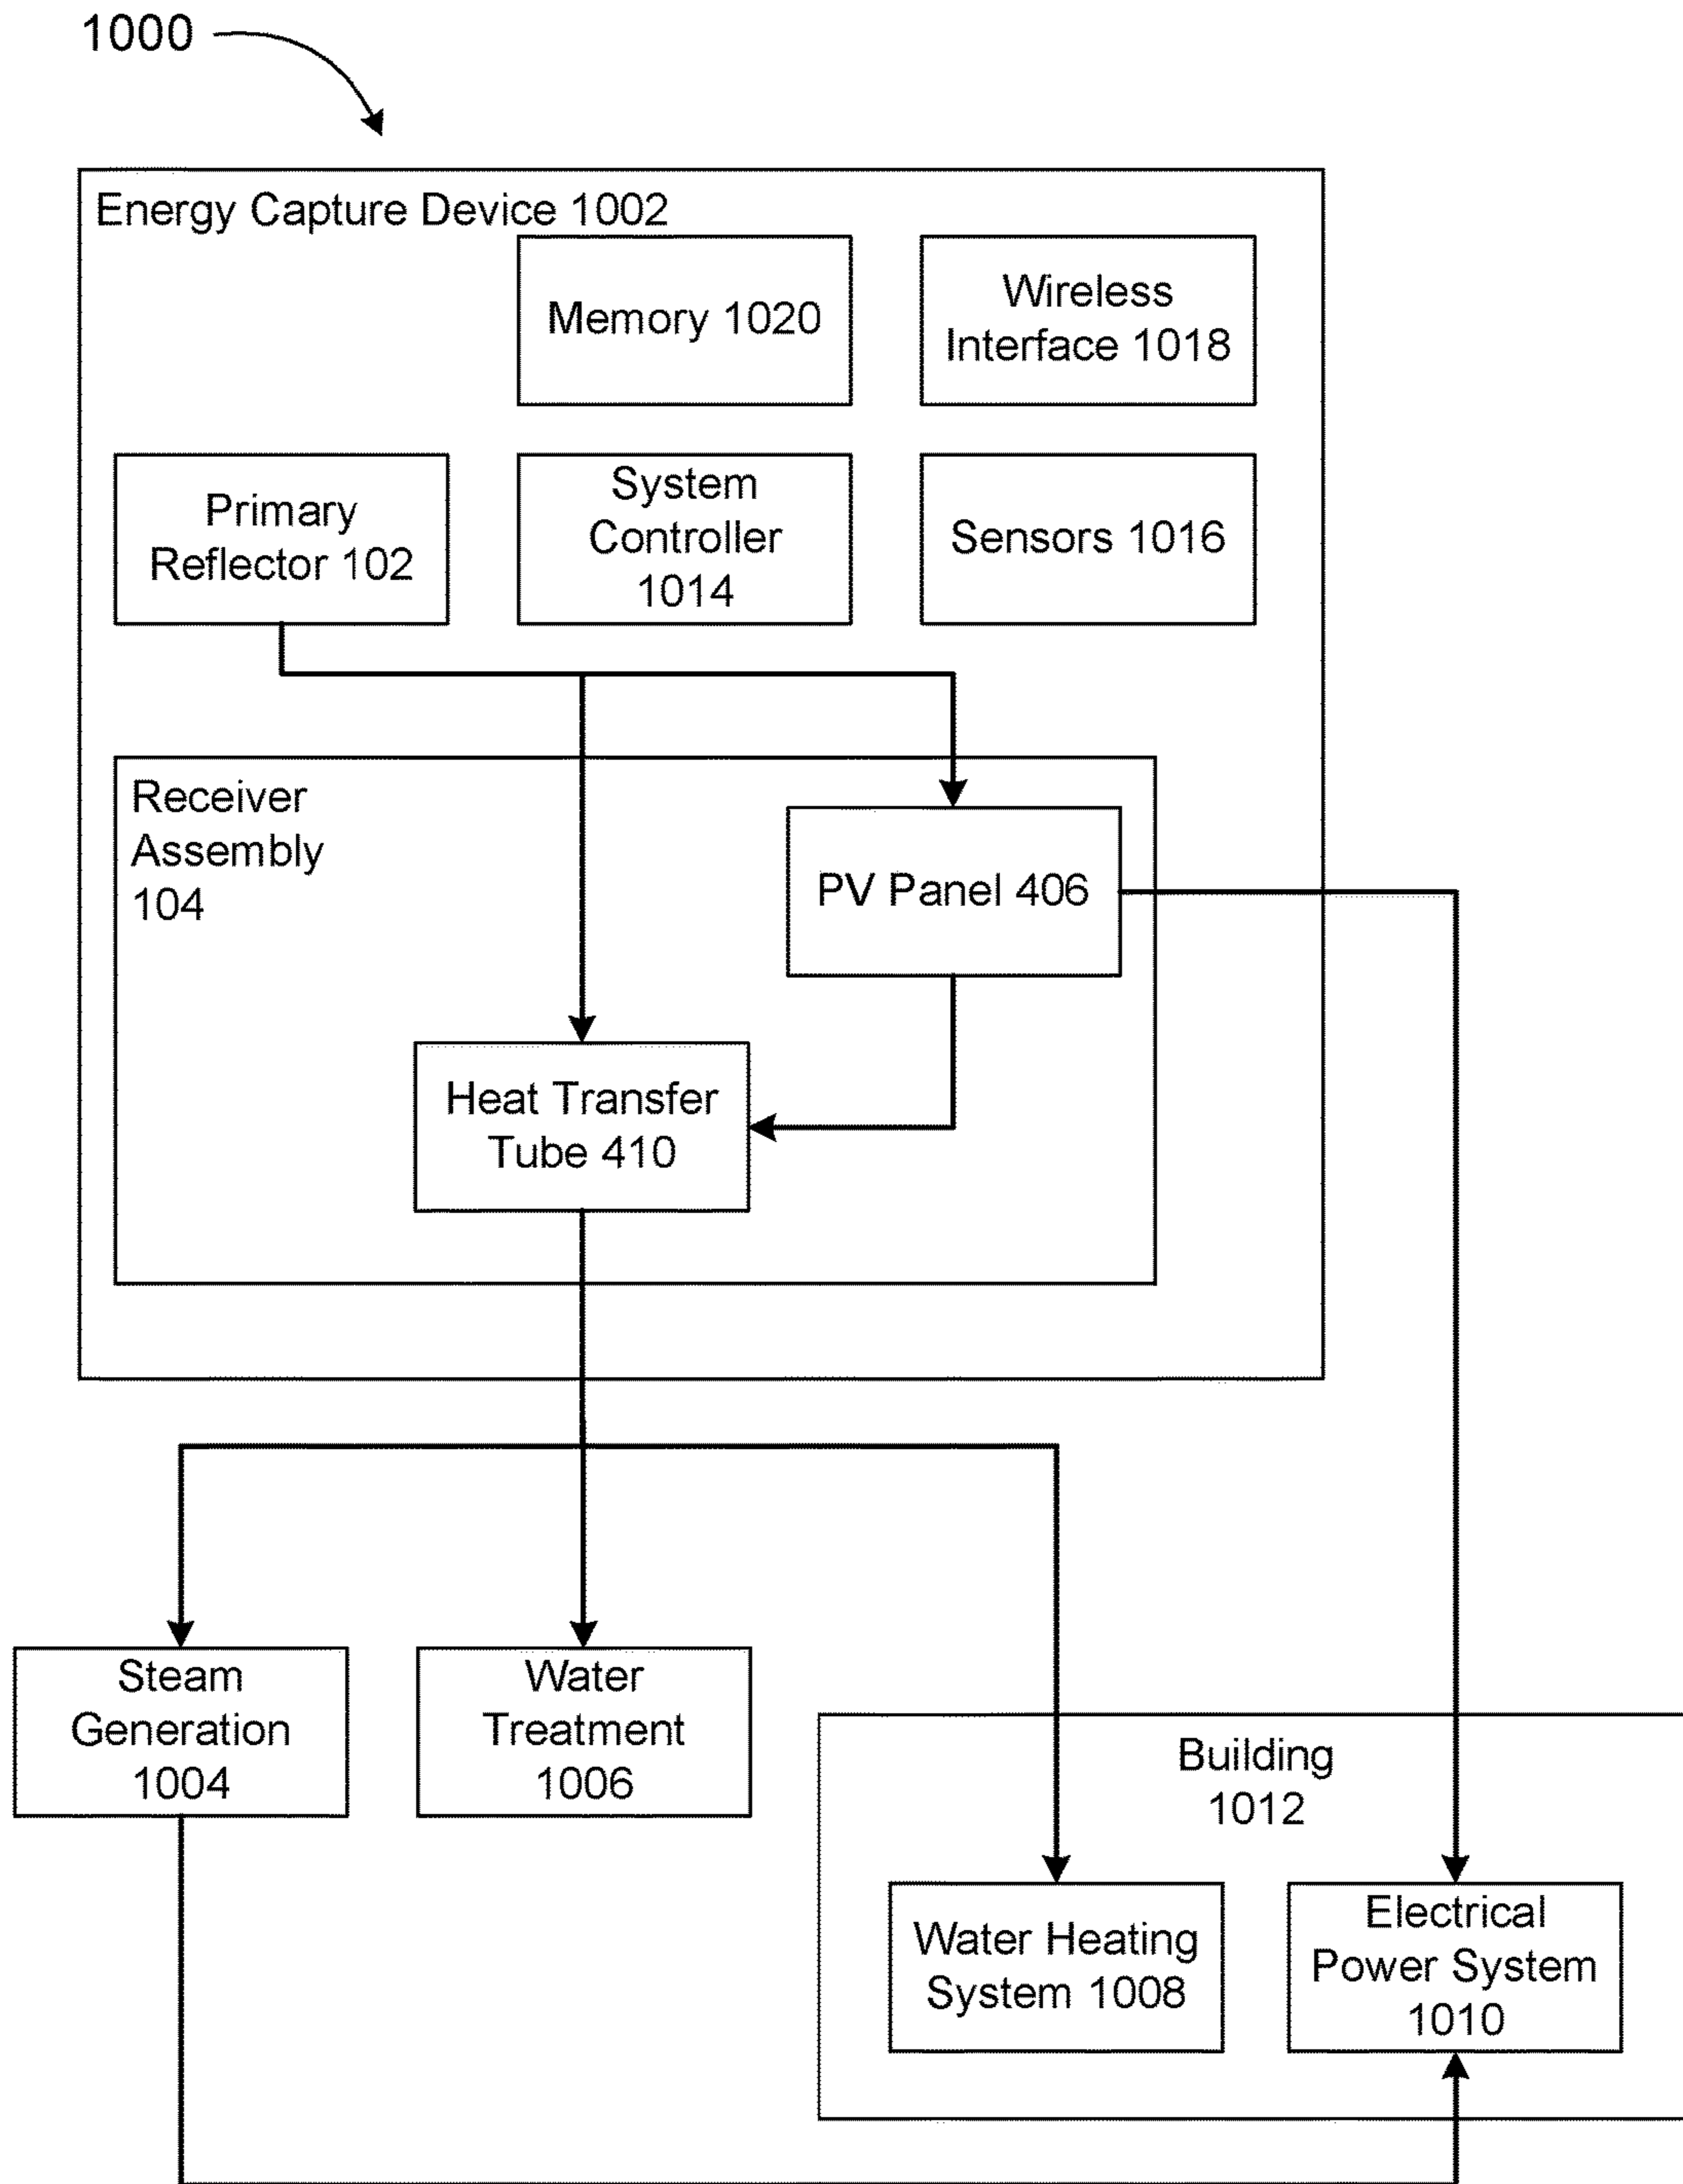 1000
Energy Capture Device 1002
Memory 1020
Wireless
Interface 1018
Primary
Reflector 102
System
Controller
1014
Sensors 1016
Receiver
Assembly
104
PV Panel 406
Heat Transfer
Tube 410
Steam
Generation
1004
Water
Treatment
1006
Building
1012
Water Heating
System 1008
Electrical
Power System
1010